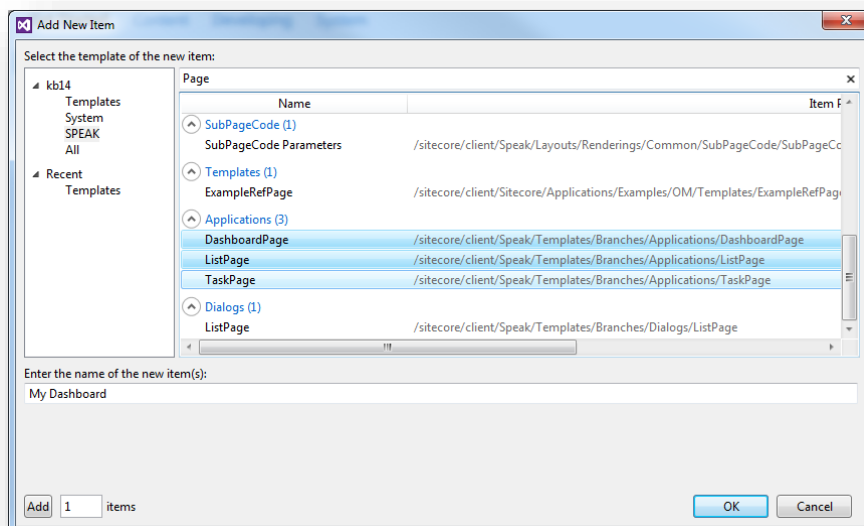 Content Developing System
Add New Item
Select the template of the new item:
kb14
Templates
System
SPEAK
All
Recent
Templates
Page
Name Item P
SubPageCode (1)
SubPageCode Parameters /sitecore/client/Speak/Layouts/Renderings/Common/SubPageCode/SubPageCo
Templates (1)
ExampleRefPage /sitecore/client/Sitecore/Applications/Examples/OM/Templates/ExampleRefPage
Applications (3)
DashboardPage /sitecore/client/Speak/Templates/Branches/Applications/DashboardPage
ListPage /sitecore/client/Speak/Templates/Branches/Applications/ListPage
TaskPage /sitecore/client/Speak/Templates/Branches/Applications/TaskPage
Dialogs (1)
ListPage /sitecore/client/Speak/Templates/Branches/Dialogs/ListPage
Enter the name of the new item(s):
My Dashboard
Add 1 items OK Cancel